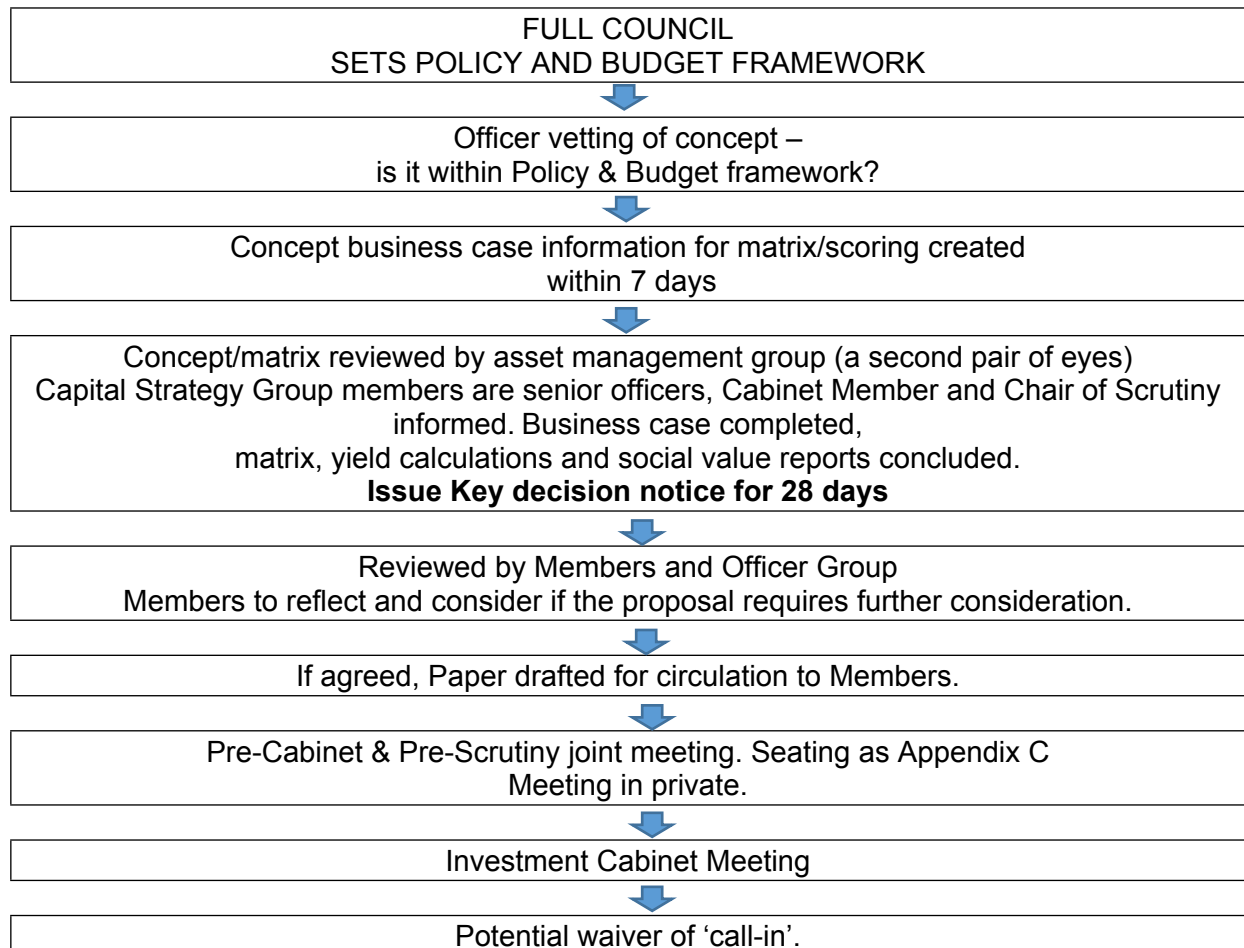 FULL COUNCIL
SETS POLICY AND BUDGET FRAMEWORK
Officer vetting of concept –
is it within Policy & Budget framework?
Concept business case information for matrix/scoring created
within 7 days
Concept/matrix reviewed by asset management group (a second pair of eyes)
Capital Strategy Group members are senior officers, Cabinet Member and Chair of Scrutiny
informed. Business case completed,
matrix, yield calculations and social value reports concluded.
Issue Key decision notice for 28 days
Reviewed by Members and Officer Group
Members to reflect and consider if the proposal requires further consideration.
If agreed, Paper drafted for circulation to Members.
Pre-Cabinet & Pre-Scrutiny joint meeting. Seating as Appendix C
Meeting in private.
Investment Cabinet Meeting
Potential waiver of ‘call-in’.